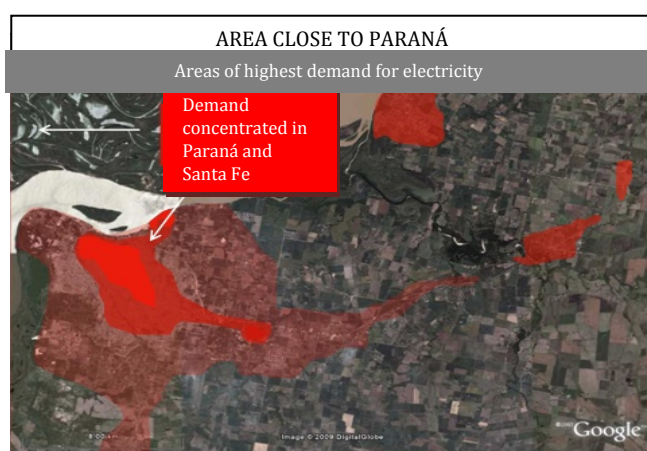 AREA CLOSE TO PARANÁ
Areas of highest demand for electricity
Demand
concentrated in
Paraná and
Santa Fe
Image © 2009 DigitalGlobe
Google